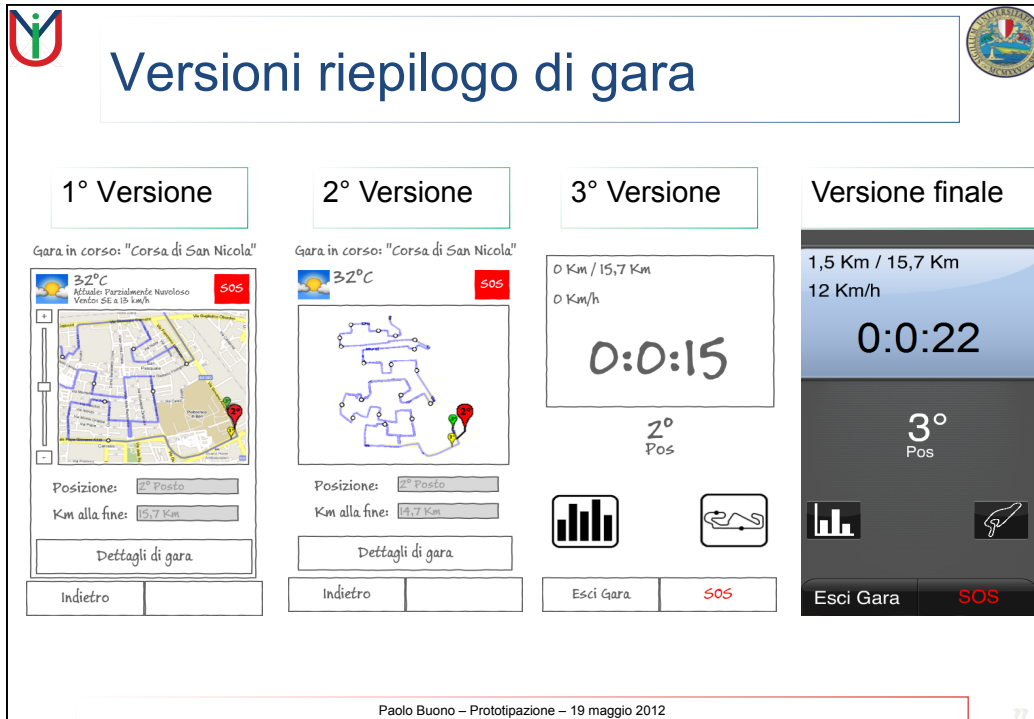 Versioni riepilogo di gara
1° Versione
Gara in corso: "Corsa di San Nicola"
32°C
Attuale: Parzialmente Nuvoloso
Vento: SE a 13 km/h
SOS
+
-
2°
Posizione: 2° Posto
Km alla fine: 15,7 Km
Dettagli di gara
Indietro
2° Versione
Gara in corso: "Corsa di San Nicola"
32°C
SOS
2°
Posizione: 2° Posto
Km alla fine: 14,7 Km
Dettagli di gara
Indietro
3° Versione
0 Km / 15,7 Km
0 Km/h
0:0:15
2°
Pos
Esci Gara SOS
Versione finale
1,5 Km / 15,7 Km
12 Km/h
0:0:22
3°
Pos
Esci Gara SOS
Paolo Buono – Prototipazione – 19 maggio 2012
77